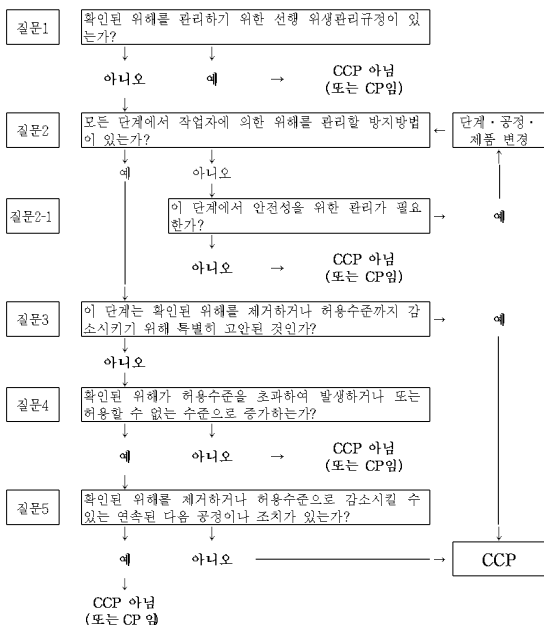 질문1
확인된 위해를 관리하기 위한 선행 위생관리규정이 있
는가?
아니오
예
CCP 아님
(또는 CP임)
질문2
모든 단계에서 작업자에 의한 위해를 관리할 방지방법
이 있는가?
단계·공정·
제품 변경
예
아니오
질문2-1
이 단계에서 안전성을 위한 관리가 필요
한가?
예
아니오
CCP 아님
(또는 CP임)
질문3
이 단계는 확인된 위해를 제거하거나 허용수준까지 감
소시키기 위해 특별히 고안된 것인가?
예
아니오
질문4
확인된 위해가 허용수준을 초과하여 발생하거나 또는
허용할 수 없는 수준으로 증가하는가?
예
아니오
CCP 아님
(또는 CP임)
질문5
확인된 위해를 제거하거나 허용수준으로 감소시킬 수
있는 연속된 다음 공정이나 조치가 있는가?
예
아니오
CCP
CCP 아님
(또는 CP 임)